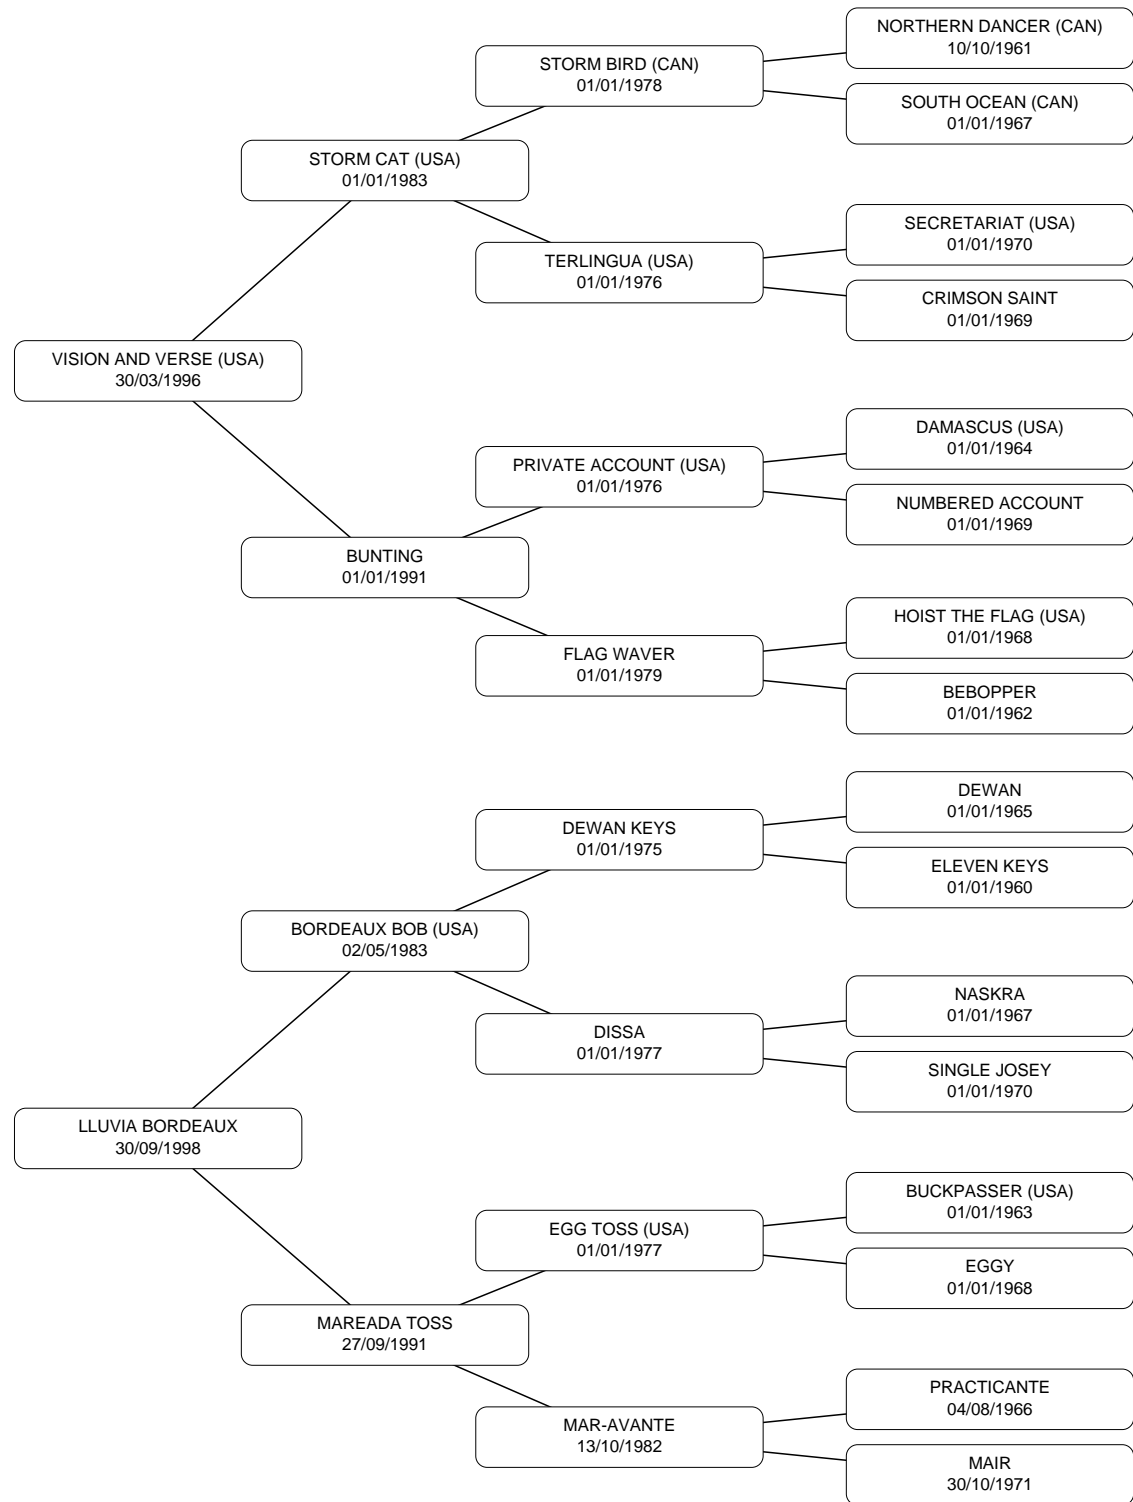 NORTHERN DANCER (CAN)
10/10/1961
STORM BIRD (CAN)
01/01/1978
SOUTH OCEAN (CAN)
01/01/1967
STORM CAT (USA)
01/01/1983
SECRETARIAT (USA)
01/01/1970
TERLINGUA (USA)
01/01/1976
CRIMSON SAINT
01/01/1969
VISION AND VERSE (USA)
30/03/1996
DAMASCUS (USA)
01/01/1964
PRIVATE ACCOUNT (USA)
01/01/1976
NUMBERED ACCOUNT
01/01/1969
BUNTING
01/01/1991
HOIST THE FLAG (USA)
01/01/1968
FLAG WAVER
01/01/1979
BEBOPPER
01/01/1962
DEWAN
01/01/1965
DEWAN KEYS
01/01/1975
ELEVEN KEYS
01/01/1960
BORDEAUX BOB (USA)
02/05/1983
NASKRA
01/01/1967
DISSA
01/01/1977
SINGLE JOSEY
01/01/1970
LLUVIA BORDEAUX
30/09/1998
BUCKPASSER (USA)
01/01/1963
EGG TOSS (USA)
01/01/1977
EGGY
01/01/1968
MAREADA TOSS
27/09/1991
PRACTICANTE
04/08/1966
MAR-AVANTE
13/10/1982
MAIR
30/10/1971